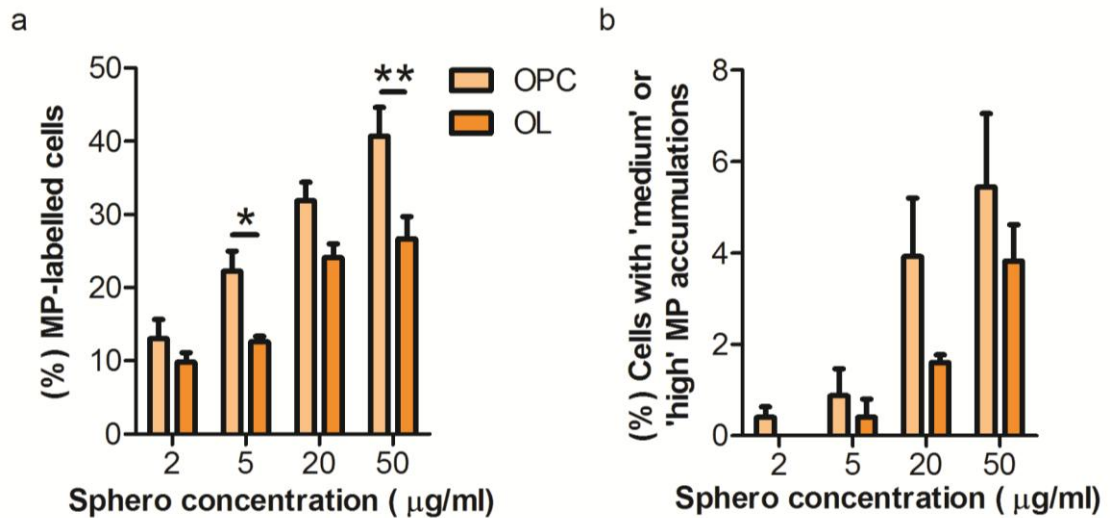 a
50
40
30
20
10
0
(%) MP-labelled cells
*
**
OPC
OL
2 5 20 50
Sphero concentration ( μg/ml)
b
8
6
4
2
0
(%) Cells with 'medium' or
'high' MP accumulations
2 5 20 50
Sphero concentration ( μg/ml)